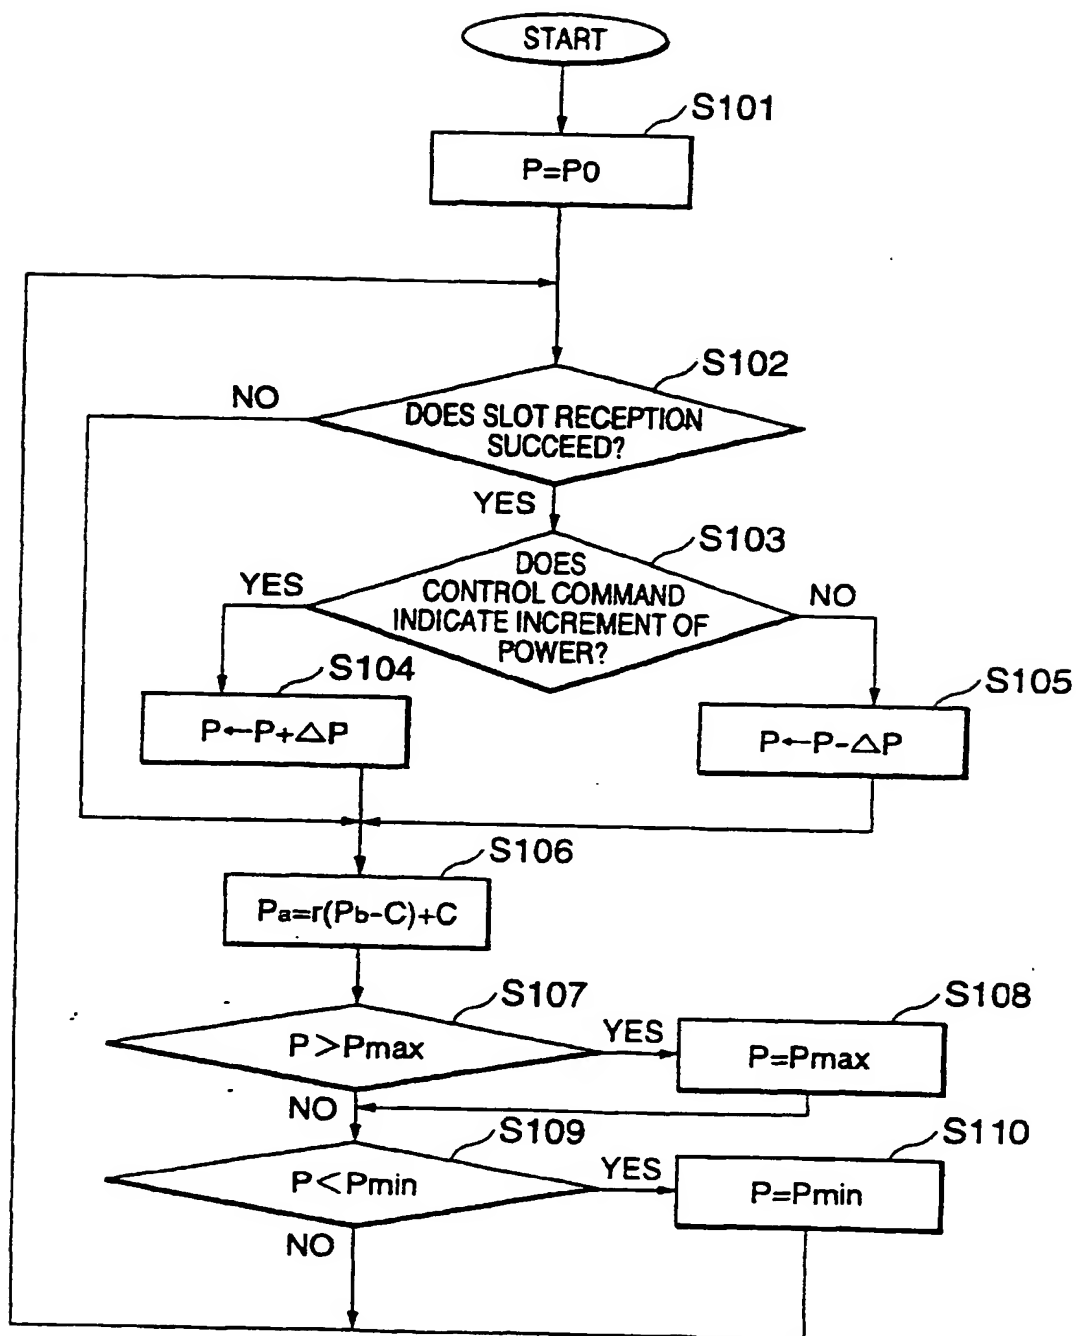 START
S101
P=P0
S102
NO
DOES SLOT RECEPTION
SUCCEED?
YES
S103
DOES
CONTROL COMMAND
INDICATE INCREMENT OF
POWER?
YES
NO
S104
P←P+△P
S105
P←P-△P
S106
Pa=r(Pb-C)+C
S107
P>Pmax
YES
S108
P=Pmax
NO
S109
P<Pmin
YES
S110
P=Pmin
NO